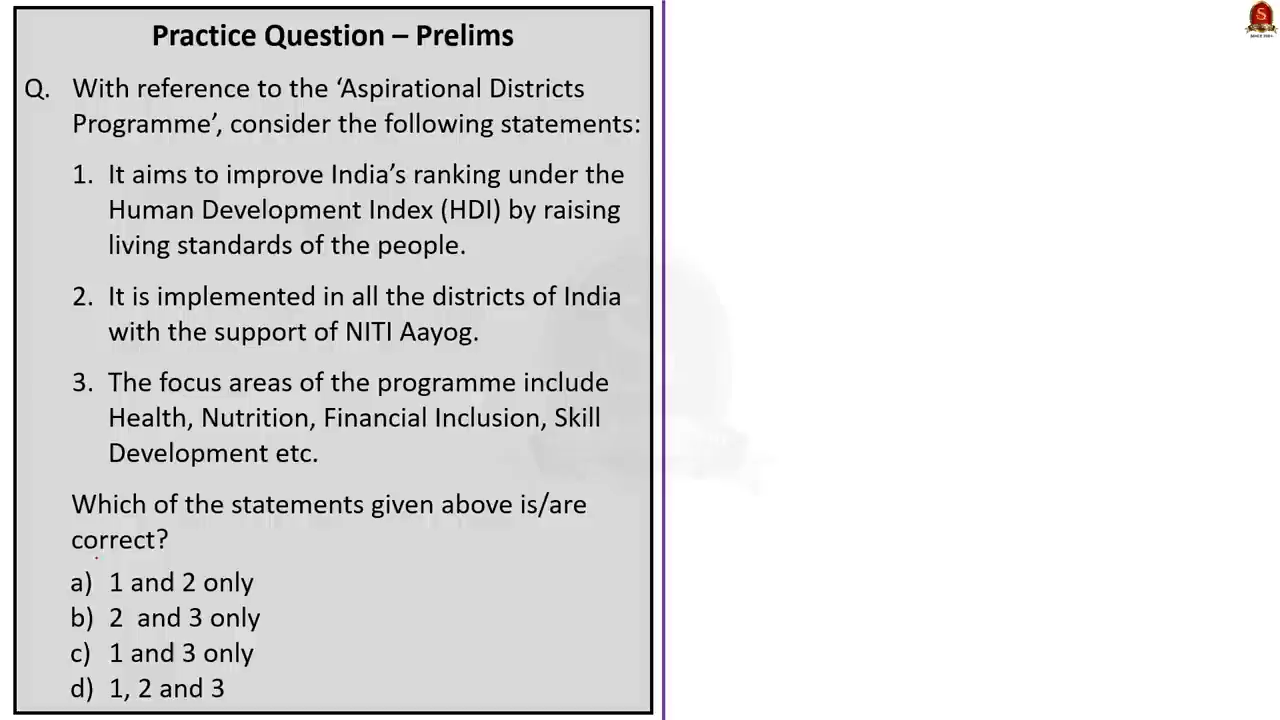 Practice Question – Prelims
Q. With reference to the ‘Aspirational Districts
Programme’, consider the following statements:
1. It aims to improve India’s ranking under the
Human Development Index (HDI) by raising
living standards of the people.
2. It is implemented in all the districts of India
with the support of NITI Aayog.
3. The focus areas of the programme include
Health, Nutrition, Financial Inclusion, Skill
Development etc.
Which of the statements given above is/are
correct?
a) 1 and 2 only
b) 2 and 3 only
c) 1 and 3 only
d) 1, 2 and 3
S